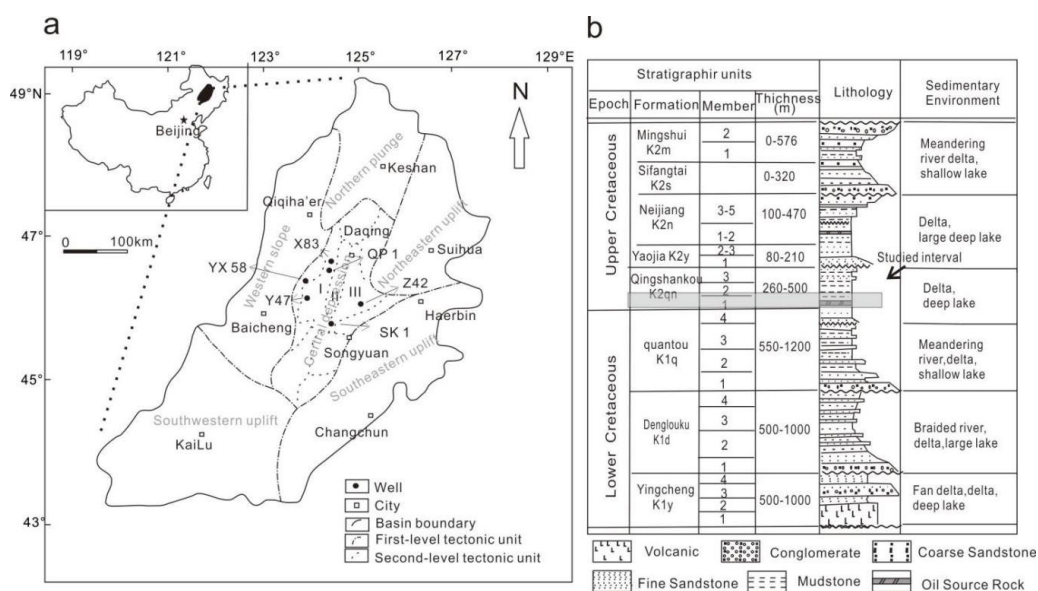 a
119° 121° 123° 125° 127° 129°E
49°N
47°
45°
43°
Beijing
N
0 100km
Northern plunge
Keshan
Qiqiha'er
Daqing
X83
QP 1
Northeastern uplift
Suihua
YX 58
Western slope
Central depression
Z42
I II III
Y47
Baicheng
Haerbin
SK 1
Songyuan
Southeastern uplift
Southwestern uplift
KaiLu
Changchun
Well
City
Basin boundary
First-level tectonic unit
Second-level tectonic unit
119° 121° 123° 125° 127°
b
Stratigraphir units
Lithology
Sedimentary
Environment
Epoch Formation Member Thichness
(m)
Upper Cretaceous
Mingshui
K2m
2
1
0-576
Meandering
river delta,
shallow lake
Sifangtai
K2s
0-320
Neijiang
K2n
3-5
1-2
100-470
Delta,
large deep lake
Yaojia K2y
2-3
1
80-210
Studied interval
Qingshankou
K2qn
3
2
1
260-500
Delta,
deep lake
Lower Cretaceous
quantou
K1q
4
3
2
1
550-1200
Meandering
river,delta,
shallow lake
Denglouku
K1d
4
3
2
1
500-1000
Braided river,
delta,large lake
Yingcheng
K1y
4
3
2
1
500-1000
Fan delta,delta,
deep lake
Volcanic Conglomerate Coarse Sandstone
Fine Sandstone Mudstone Oil Source Rock